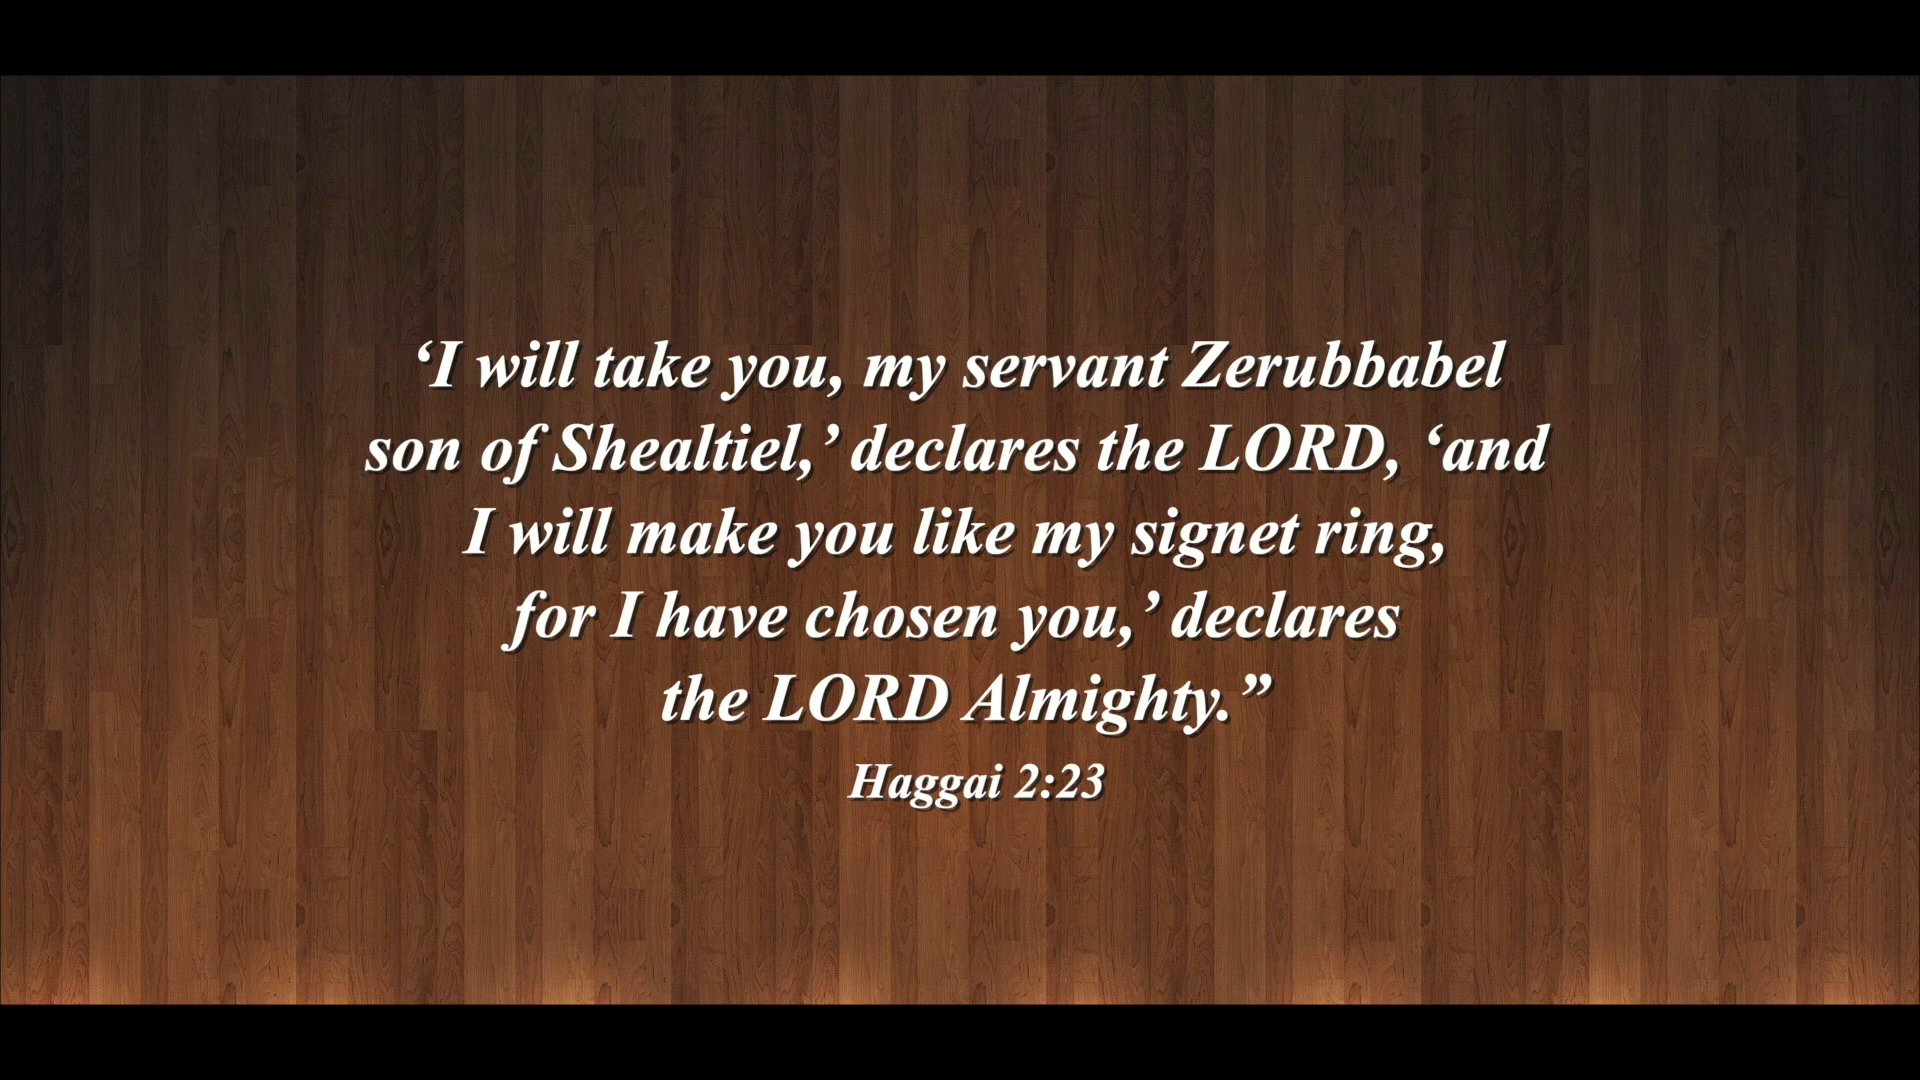 ‘I will take you, my servant Zerubbabel
son of Shealtiel,’ declares the LORD, ‘and
I will make you like my signet ring,
for I have chosen you,’ declares
the LORD Almighty.”
Haggai 2:23